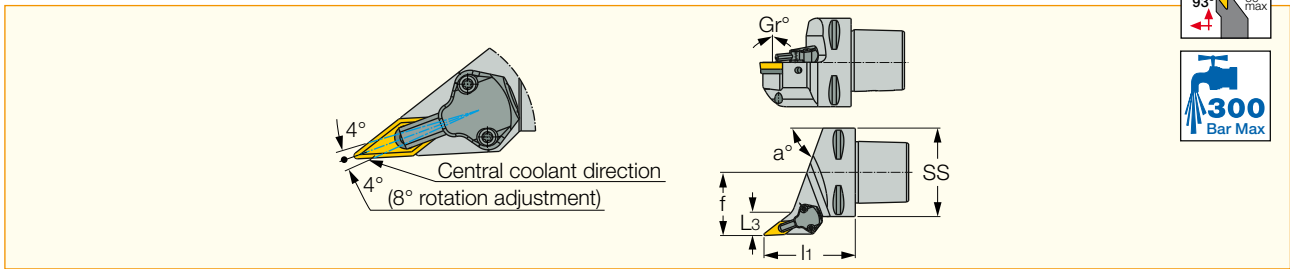 4°
4°
Central coolant direction
(8° rotation adjustment)
Gr°
a°
f
L3
l1
SS
93°
max
300
Bar Max